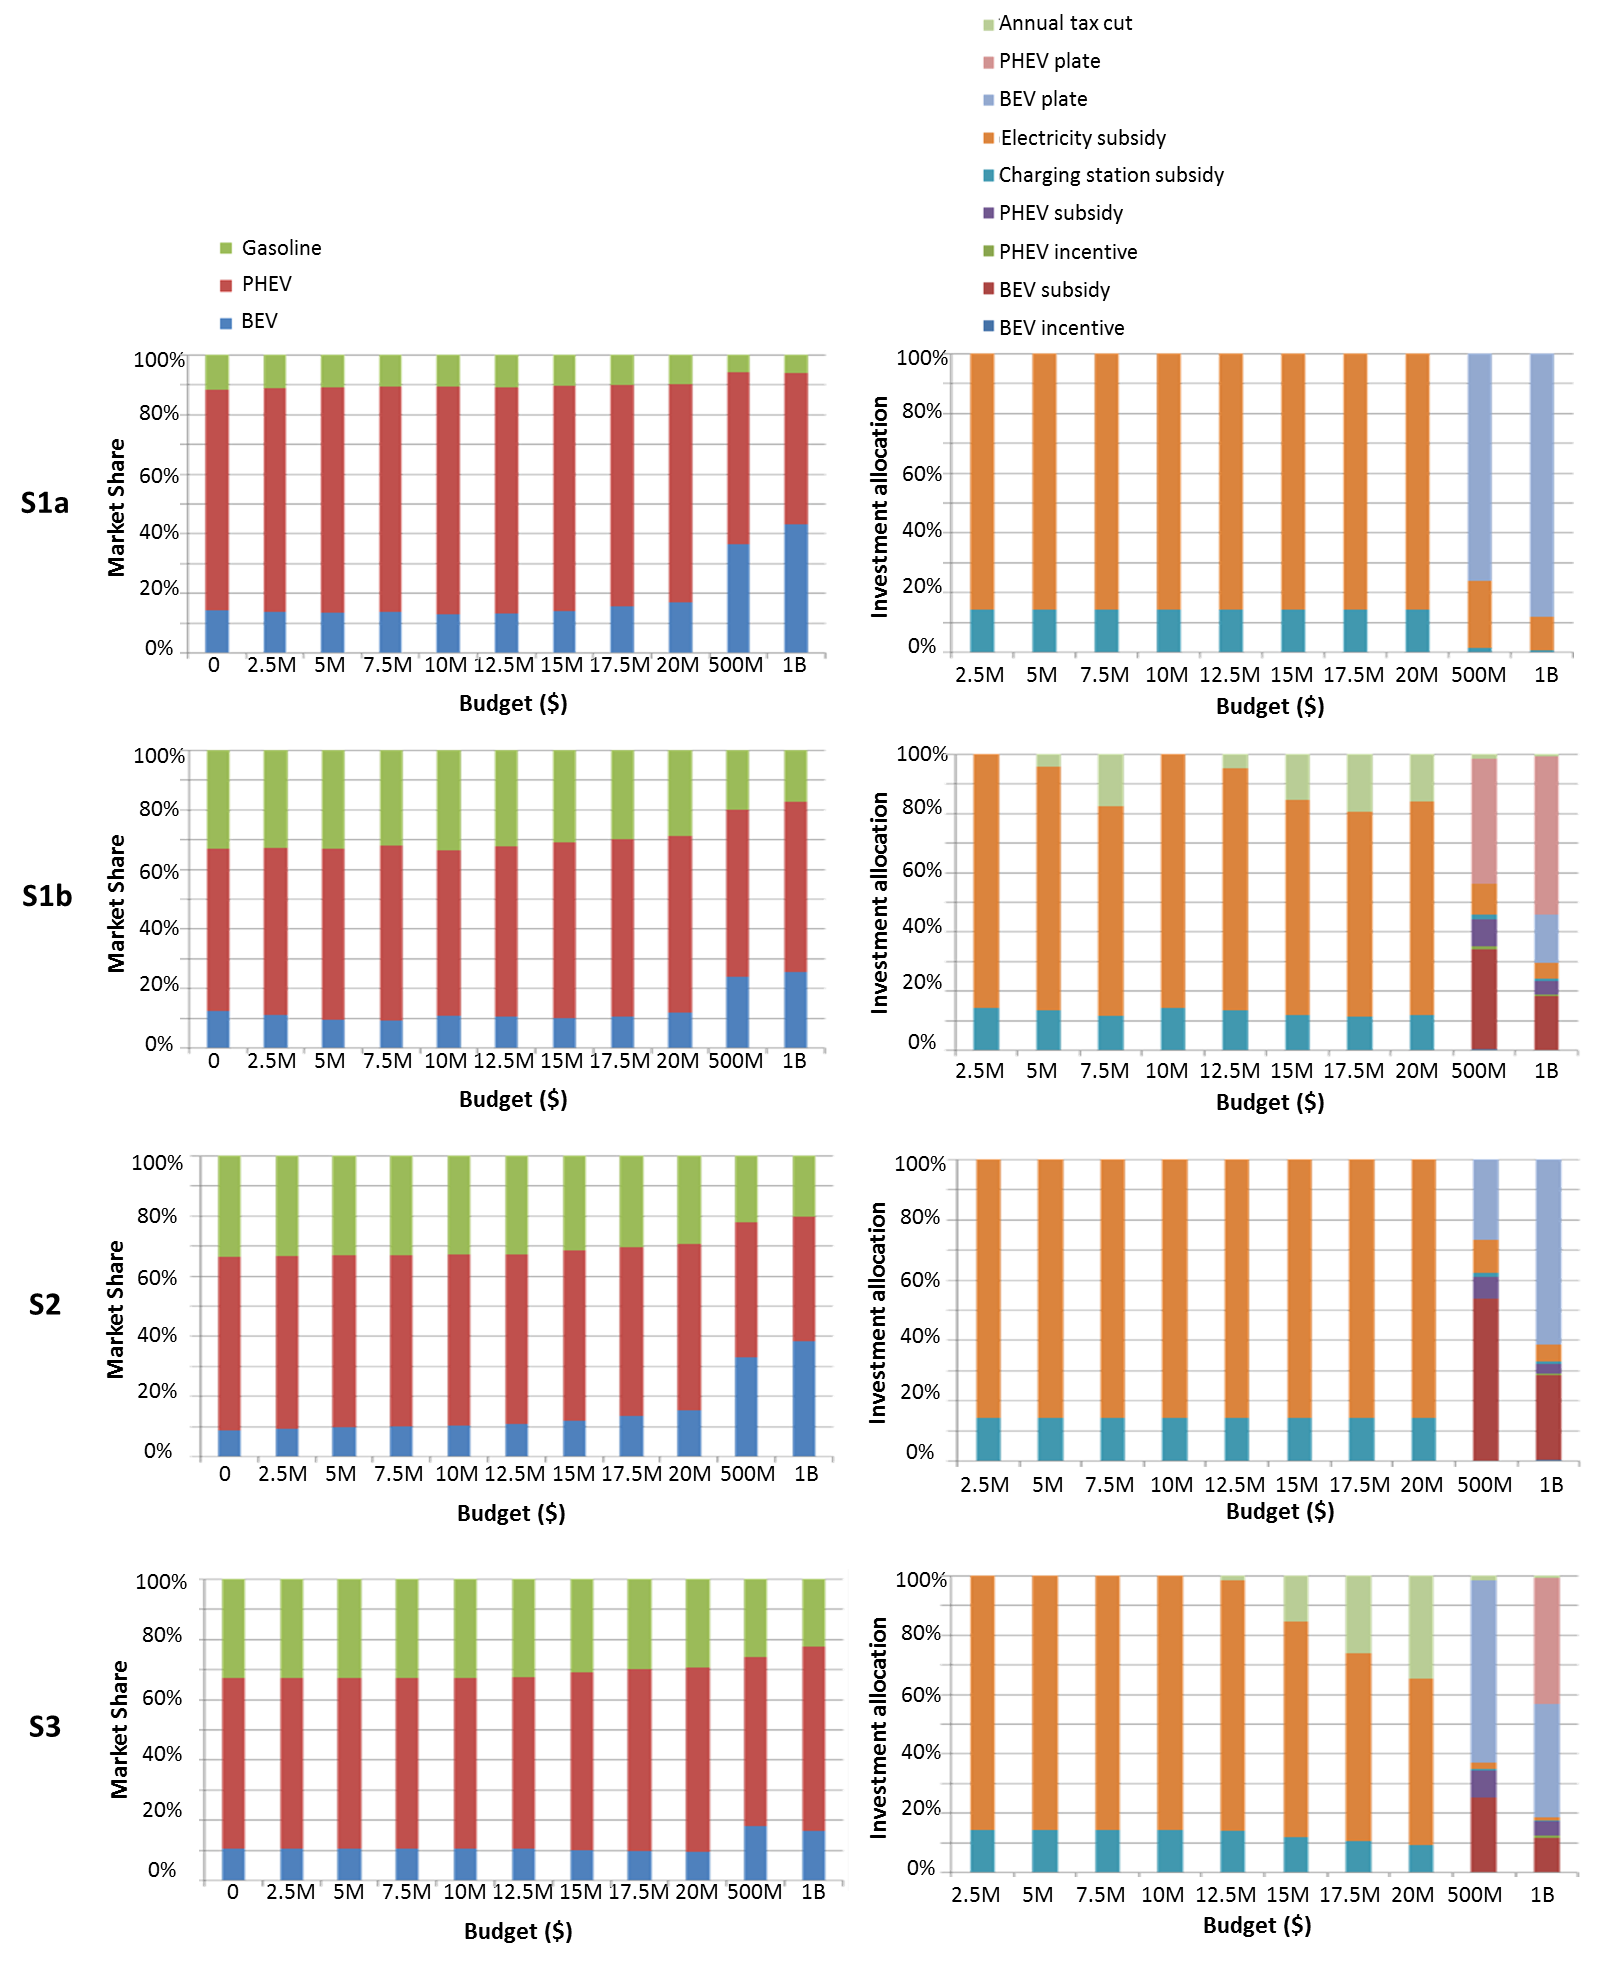 Annual tax cut
PHEV plate
BEV plate
Electricity subsidy
Charging station subsidy
PHEV subsidy
PHEV incentive
BEV subsidy
BEV incentive
Gasoline
PHEV
BEV
S1a
Market Share
100%
80%
60%
40%
20%
0%
0 2.5M 5M 7.5M 10M 12.5M 15M 17.5M 20M 500M 1B
Budget ($)
Investment allocation
100%
80%
60%
40%
20%
0%
2.5M 5M 7.5M 10M 12.5M 15M 17.5M 20M 500M 1B
Budget ($)
S1b
Market Share
100%
80%
60%
40%
20%
0%
0 2.5M 5M 7.5M 10M 12.5M 15M 17.5M 20M 500M 1B
Budget ($)
Investment allocation
100%
80%
60%
40%
20%
0%
2.5M 5M 7.5M 10M 12.5M 15M 17.5M 20M 500M 1B
Budget ($)
S2
Market Share
100%
80%
60%
40%
20%
0%
0 2.5M 5M 7.5M 10M 12.5M 15M 17.5M 20M 500M 1B
Budget ($)
Investment allocation
100%
80%
60%
40%
20%
0%
2.5M 5M 7.5M 10M 12.5M 15M 17.5M 20M 500M 1B
Budget ($)
S3
Market Share
100%
80%
60%
40%
20%
0%
0 2.5M 5M 7.5M 10M 12.5M 15M 17.5M 20M 500M 1B
Budget ($)
Investment allocation
100%
80%
60%
40%
20%
0%
2.5M 5M 7.5M 10M 12.5M 15M 17.5M 20M 500M 1B
Budget ($)